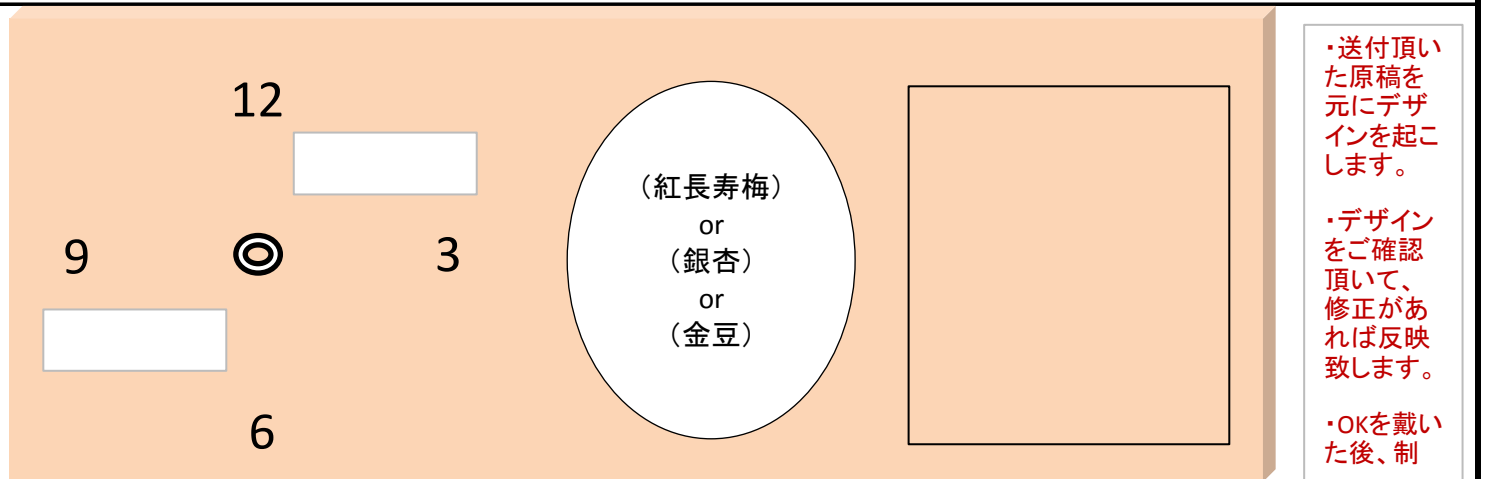 12
9
3
6
（紅長寿梅）
or
（銀杏）
or
（金豆）
・送付頂い
た原稿を
元にデザ
インを起こ
します。
・デザイン
をご確認
頂いて、
修正があ
れば反映
致します。
・OKを戴い
た後、制